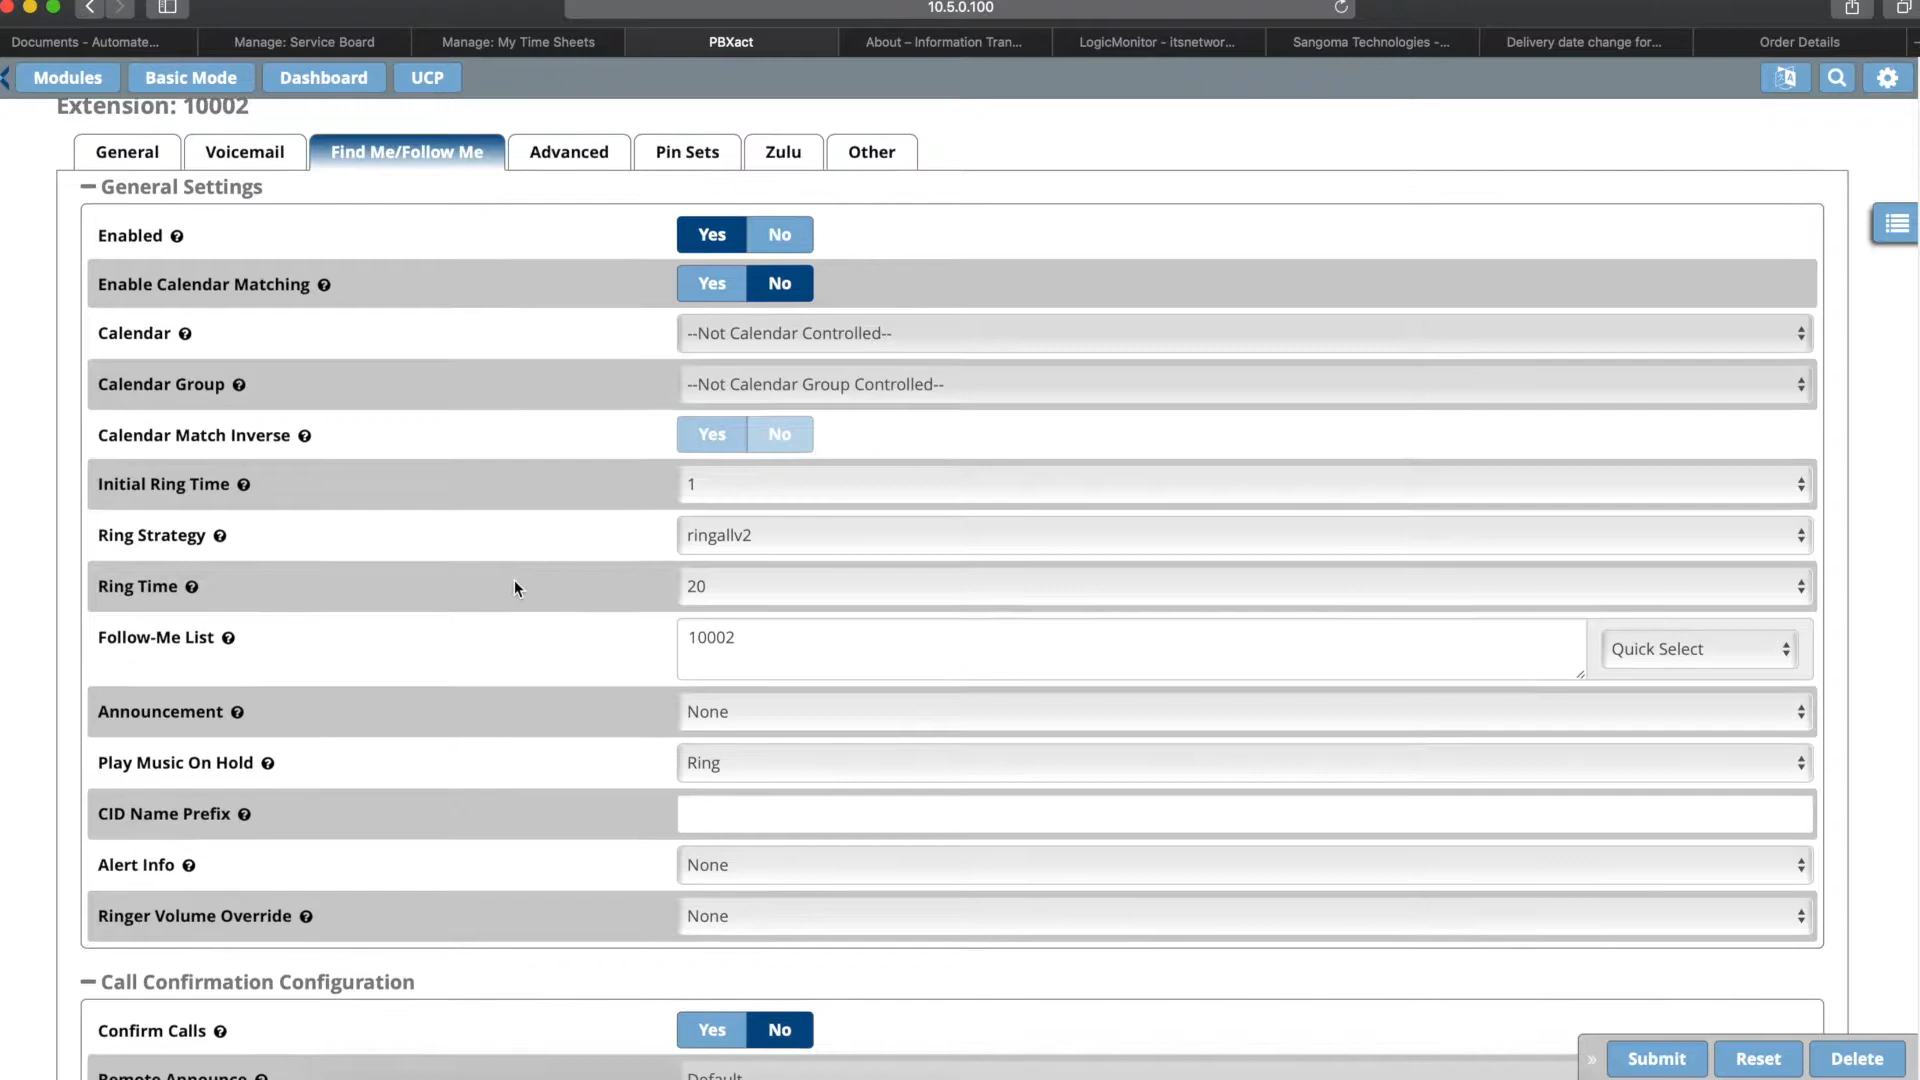 10.5.0.100
Documents – Automate...
Manage: Service Board
Manage: My Time Sheets
PBXact
About – Information Tran...
LogicMonitor - itsnetwor...
Sangoma Technologies -...
Delivery date change for...
Order Details
Modules
Basic Mode
Dashboard
UCP
Extension: 10002
General
Voicemail
Find Me/Follow Me
Advanced
Pin Sets
Zulu
Other
General Settings
Enabled
Yes No
Enable Calendar Matching
Yes No
Calendar
--Not Calendar Controlled--
Calendar Group
--Not Calendar Group Controlled--
Calendar Match Inverse
Yes No
Initial Ring Time
1
Ring Strategy
ringallv2
Ring Time
20
Follow-Me List
10002
Quick Select
Announcement
None
Play Music On Hold
Ring
CID Name Prefix
Alert Info
None
Ringer Volume Override
None
Call Confirmation Configuration
Confirm Calls
Yes No
Remote Announce
Default
» Submit Reset Delete